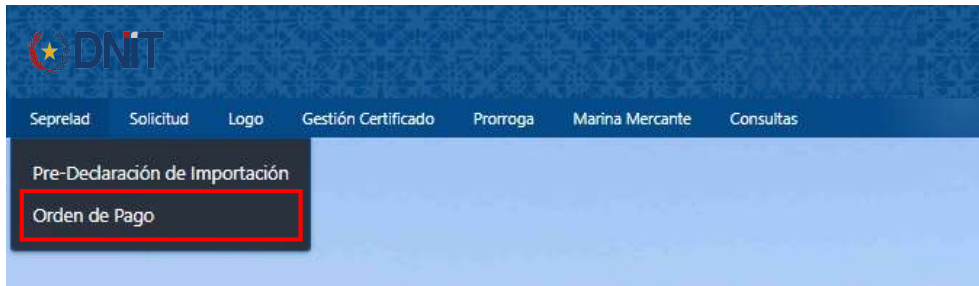 DNIT
Seprelad Solicitud Logo Gestión Certificado Prorroga Marina Mercante Consultas
Pre-Declaración de Importación
Orden de Pago